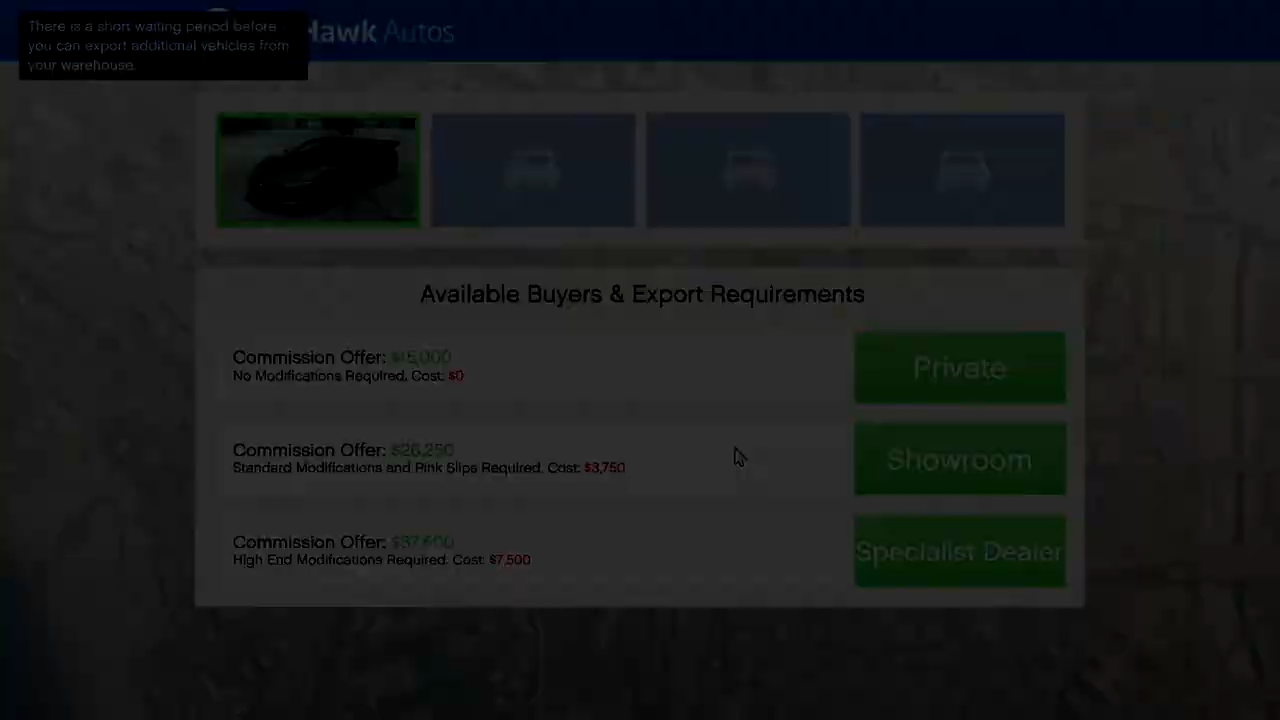 There is a short waiting period before
you can export additional vehicles from
your warehouse.
Hawk Autos
Available Buyers & Export Requirements
Commission Offer: $15,000
No Modifications Required. Cost: $0
Private
Commission Offer: $26,250
Standard Modifications and Pink Slips Required. Cost: $3,750
Showroom
Commission Offer: $37,500
High End Modifications Required. Cost: $7,500
Specialist Dealer